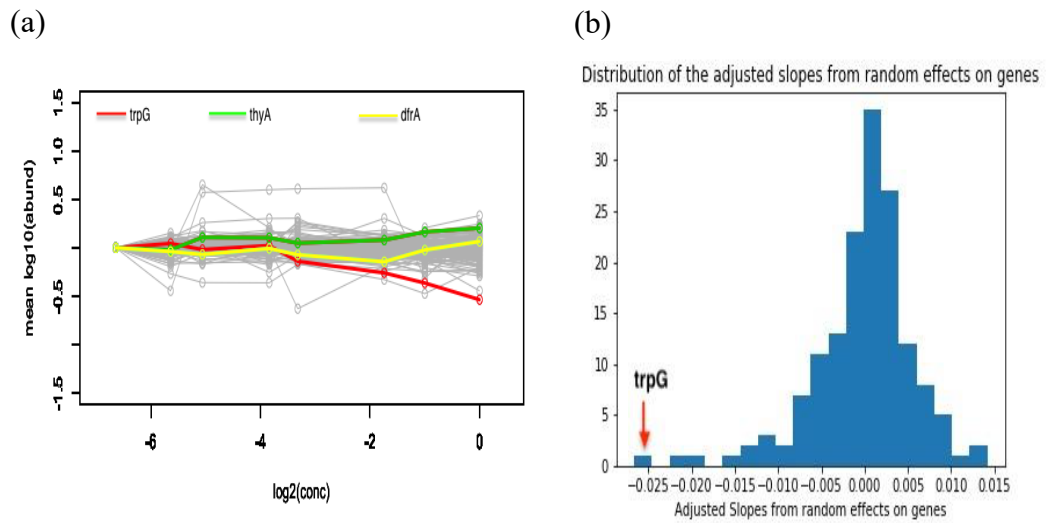 (a)
(b)
trpG thyA dfrA
mean log10(abund)
1.5
1.0
0.5
-0.5
-1.5
-6 -4 -2 0
log2(conc)
Distribution of the adjusted slopes from random effects on genes
35
30
25
20
15
10
5
0
trpG
−0.025 −0.020 −0.015 −0.010 −0.005 0.000 0.005 0.010 0.015
Adjusted Slopes from random effects on genes